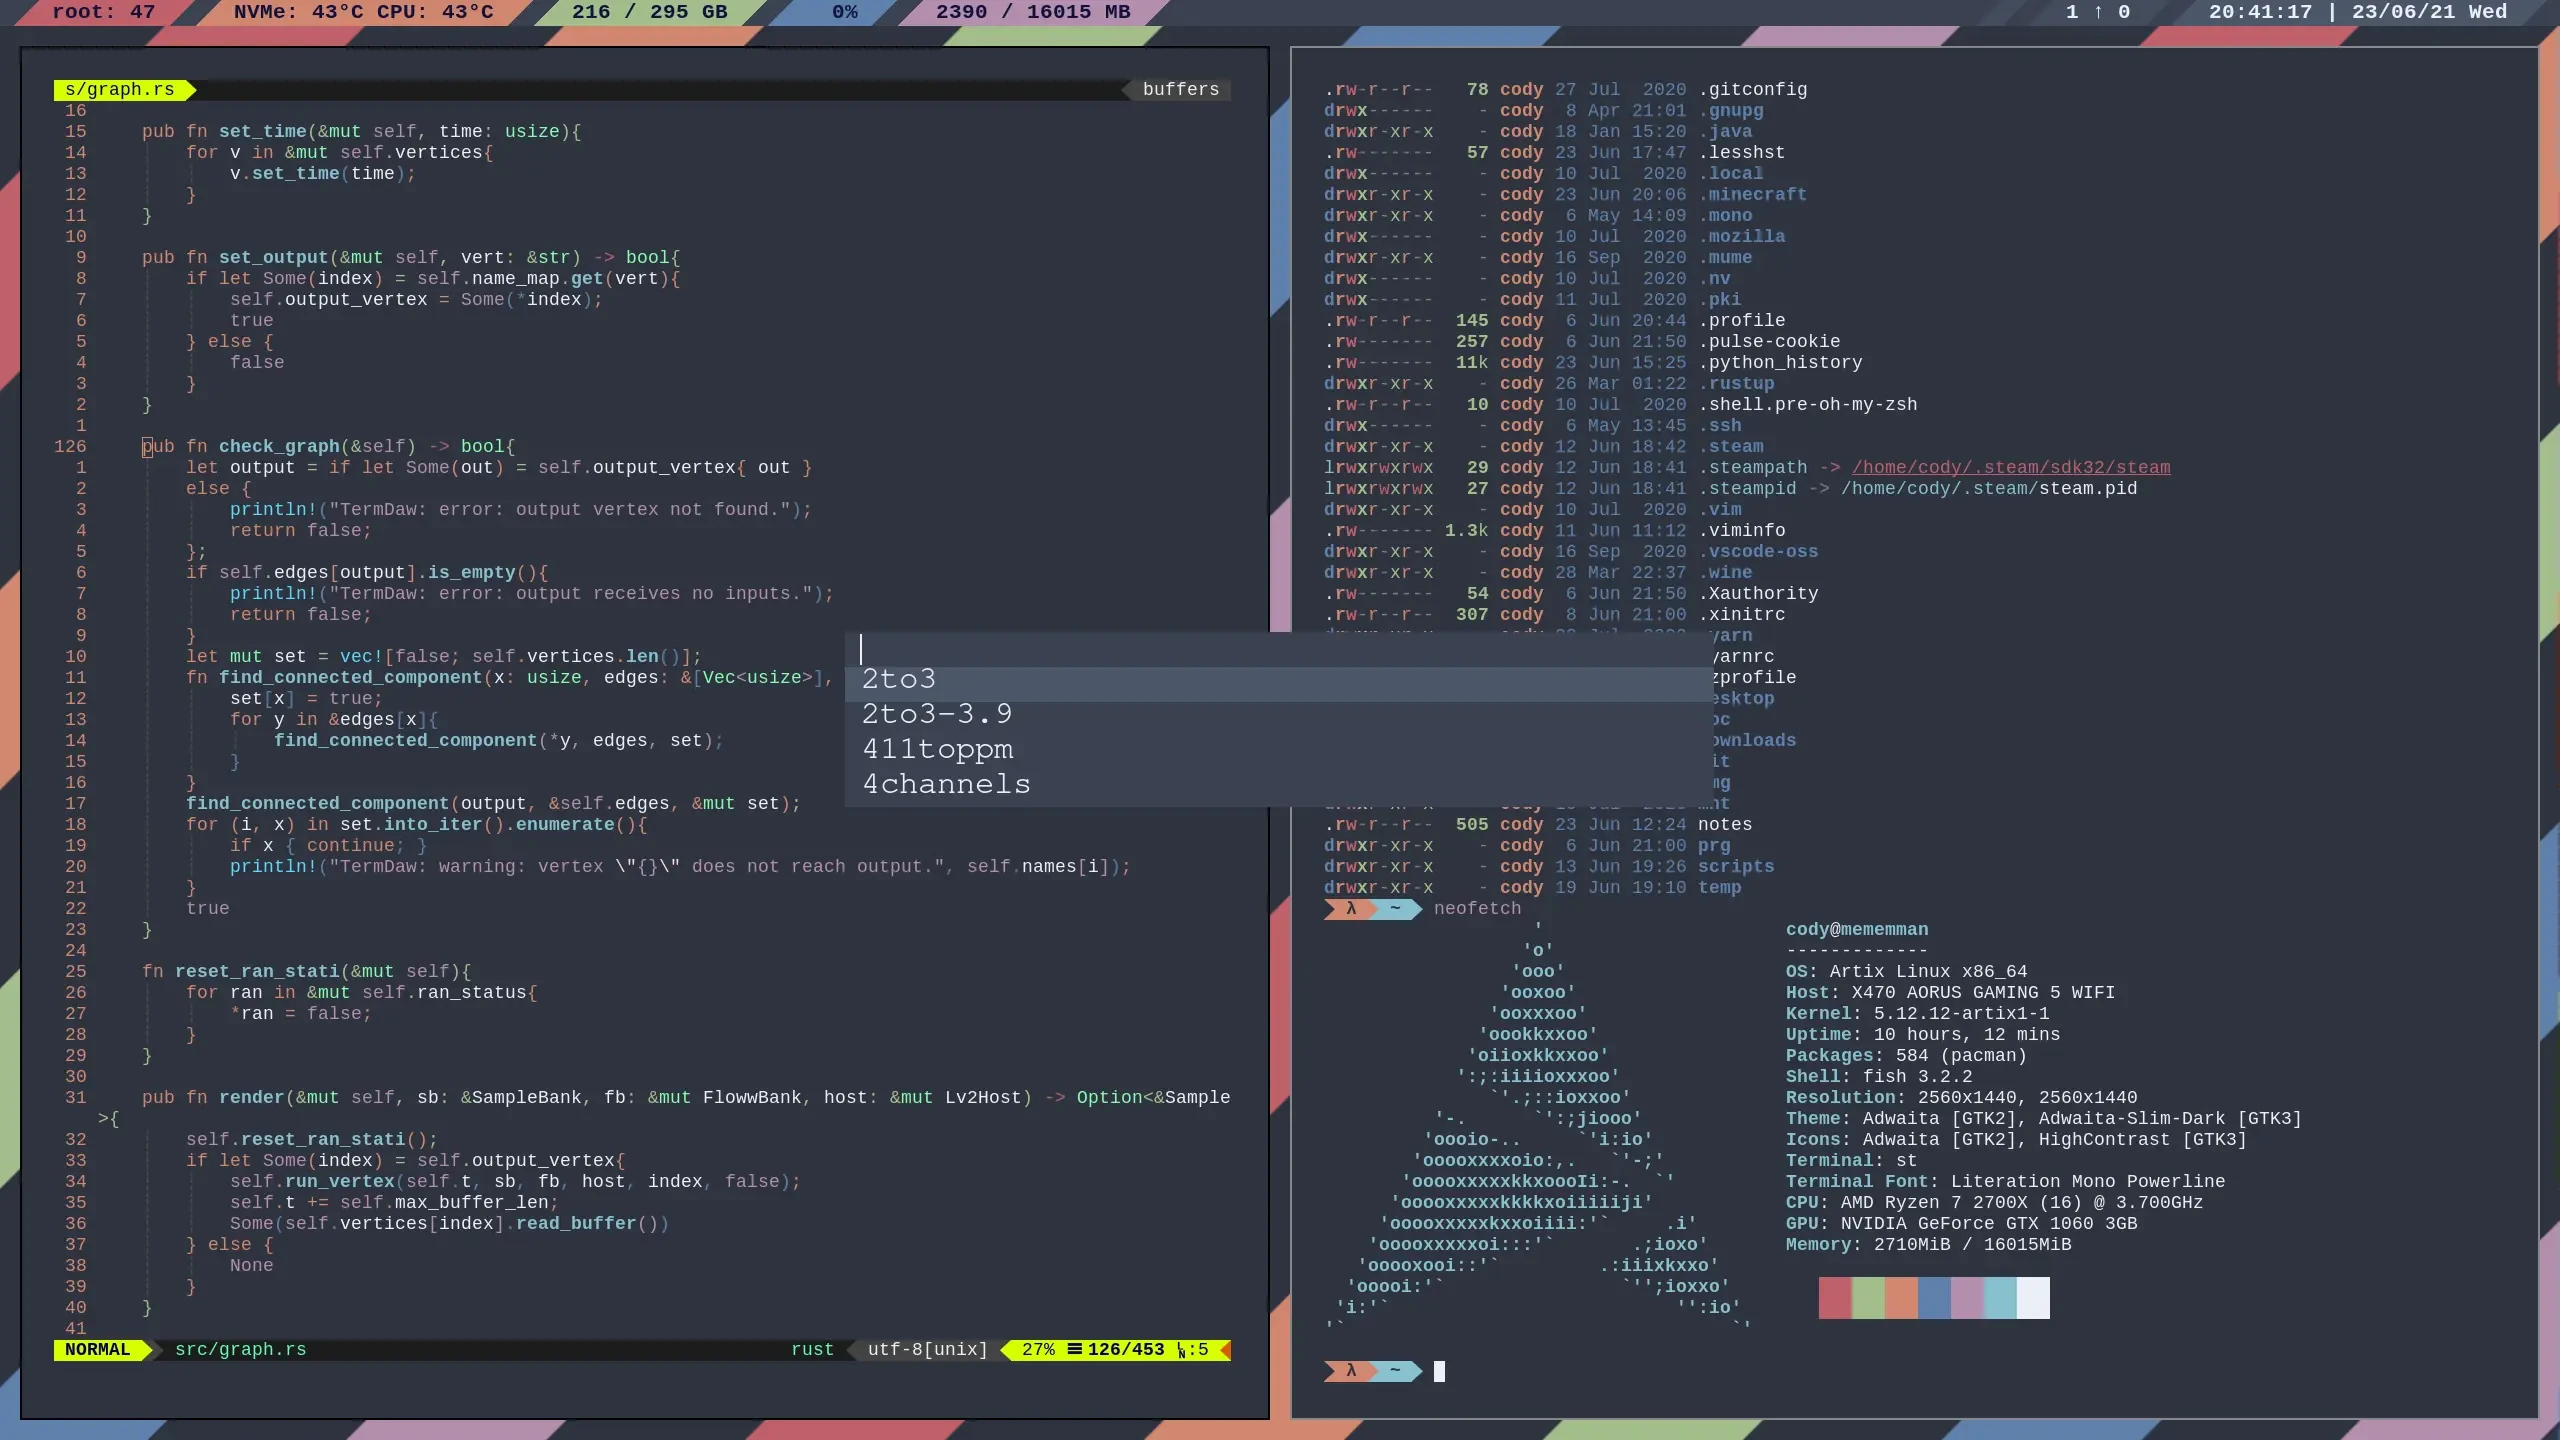 root: 47 NVMe: 43°C CPU: 43°C 216 / 295 GB 0% 2390 / 16015 MB 1 ↑ 0 20:41:17 | 23/06/21 Wed
s/graph.rs buffers
16
15 pub fn set_time(&mut self, time: usize){
14 for v in &mut self.vertices{
13 v.set_time(time);
12 }
11 }
10
9 pub fn set_output(&mut self, vert: &str) -> bool{
8 if let Some(index) = self.name_map.get(vert){
7 self.output_vertex = Some(*index);
6 true
5 } else {
4 false
3 }
2 }
1
126 pub fn check_graph(&self) -> bool{
1 let output = if let Some(out) = self.output_vertex{ out }
2 else {
3 println!("TermDaw: error: output vertex not found.");
4 return false;
5 };
6 if self.edges[output].is_empty(){
7 println!("TermDaw: error: output receives no inputs.");
8 return false;
9 }
10 let mut set = vec![false; self.vertices.len()];
11 fn find_connected_component(x: usize, edges: &[Vec<usize>],
12 set[x] = true;
13 for y in &edges[x]{
14 find_connected_component(*y, edges, set);
15 }
16 }
17 find_connected_component(output, &self.edges, &mut set);
18 for (i, x) in set.into_iter().enumerate(){
19 if x { continue; }
20 println!("TermDaw: warning: vertex \"{}\" does not reach output.", self.names[i]);
21 }
22 true
23 }
24
25 fn reset_ran_stati(&mut self){
26 for ran in &mut self.ran_status{
27 *ran = false;
28 }
29 }
30
31 pub fn render(&mut self, sb: &SampleBank, fb: &mut FlowwBank, host: &mut Lv2Host) -> Option<&Sample
>{
32 self.reset_ran_stati();
33 if let Some(index) = self.output_vertex{
34 self.run_vertex(self.t, sb, fb, host, index, false);
35 self.t += self.max_buffer_len;
36 Some(self.vertices[index].read_buffer())
37 } else {
38 None
39 }
40 }
41
NORMAL src/graph.rs rust utf-8[unix] 27% ☰ 126/453 ㏑:5
2to3
2to3-3.9
411toppm
4channels
.rw-r--r-- 78 cody 27 Jul 2020 .gitconfig
drwx------ - cody 8 Apr 21:01 .gnupg
drwxr-xr-x - cody 18 Jan 15:20 .java
.rw------- 57 cody 23 Jun 17:47 .lesshst
drwx------ - cody 10 Jul 2020 .local
drwxr-xr-x - cody 23 Jun 20:06 .minecraft
drwxr-xr-x - cody 6 May 14:09 .mono
drwx------ - cody 10 Jul 2020 .mozilla
drwxr-xr-x - cody 16 Sep 2020 .mume
drwx------ - cody 10 Jul 2020 .nv
drwx------ - cody 11 Jul 2020 .pki
.rw-r--r-- 145 cody 6 Jun 20:44 .profile
.rw------- 257 cody 6 Jun 21:50 .pulse-cookie
.rw------- 11k cody 23 Jun 15:25 .python_history
drwxr-xr-x - cody 26 Mar 01:22 .rustup
.rw-r--r-- 10 cody 10 Jul 2020 .shell.pre-oh-my-zsh
drwx------ - cody 6 May 13:45 .ssh
drwxr-xr-x - cody 12 Jun 18:42 .steam
lrwxrwxrwx 29 cody 12 Jun 18:41 .steampath -> /home/cody/.steam/sdk32/steam
lrwxrwxrwx 27 cody 12 Jun 18:41 .steampid -> /home/cody/.steam/steam.pid
drwxr-xr-x - cody 10 Jul 2020 .vim
.rw------- 1.3k cody 11 Jun 11:12 .viminfo
drwxr-xr-x - cody 16 Sep 2020 .vscode-oss
drwxr-xr-x - cody 28 Mar 22:37 .wine
.rw------- 54 cody 6 Jun 21:50 .Xauthority
.rw-r--r-- 307 cody 8 Jun 21:00 .xinitrc
yarn
yarnrc
zprofile
esktop
oc
ownloads
it
mg
mnt
.rw-r--r-- 505 cody 23 Jun 12:24 notes
drwxr-xr-x - cody 6 Jun 21:00 prg
drwxr-xr-x - cody 13 Jun 19:26 scripts
drwxr-xr-x - cody 19 Jun 19:10 temp
λ ~ neofetch
'
'o'
'ooo'
'ooxoo'
'ooxxxoo'
'oookkxxoo'
'oiioxkkxxoo'
':;:iiiioxxxoo'
`'.;::ioxxoo'
'-. `':;jiooo'
'oooio-.. `'i:io'
'ooooxxxxoio:,. `'-;'
'ooooxxxxxkkxoooIi:-. `'
'ooooxxxxxkkkkxoiiiiiji'
'ooooxxxxxkxxoiiii:'` .i'
'ooooxxxxxoi:::'` .;ioxo'
'ooooxooi::'` .:iiixkxxo'
'ooooi:'` `'';ioxxo'
'i:'` '':io'
'` `'
cody@mememman
-------------
OS: Artix Linux x86_64
Host: X470 AORUS GAMING 5 WIFI
Kernel: 5.12.12-artix1-1
Uptime: 10 hours, 12 mins
Packages: 584 (pacman)
Shell: fish 3.2.2
Resolution: 2560x1440, 2560x1440
Theme: Adwaita [GTK2], Adwaita-Slim-Dark [GTK3]
Icons: Adwaita [GTK2], HighContrast [GTK3]
Terminal: st
Terminal Font: Literation Mono Powerline
CPU: AMD Ryzen 7 2700X (16) @ 3.700GHz
GPU: NVIDIA GeForce GTX 1060 3GB
Memory: 2710MiB / 16015MiB
λ ~